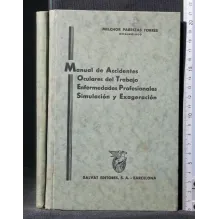 Manual de Accidentes
Oculares del Trabajo
Enfermedades Profesionales
Simulación y Exageración
SALVAT EDITORES, S. A. - BARCELONA